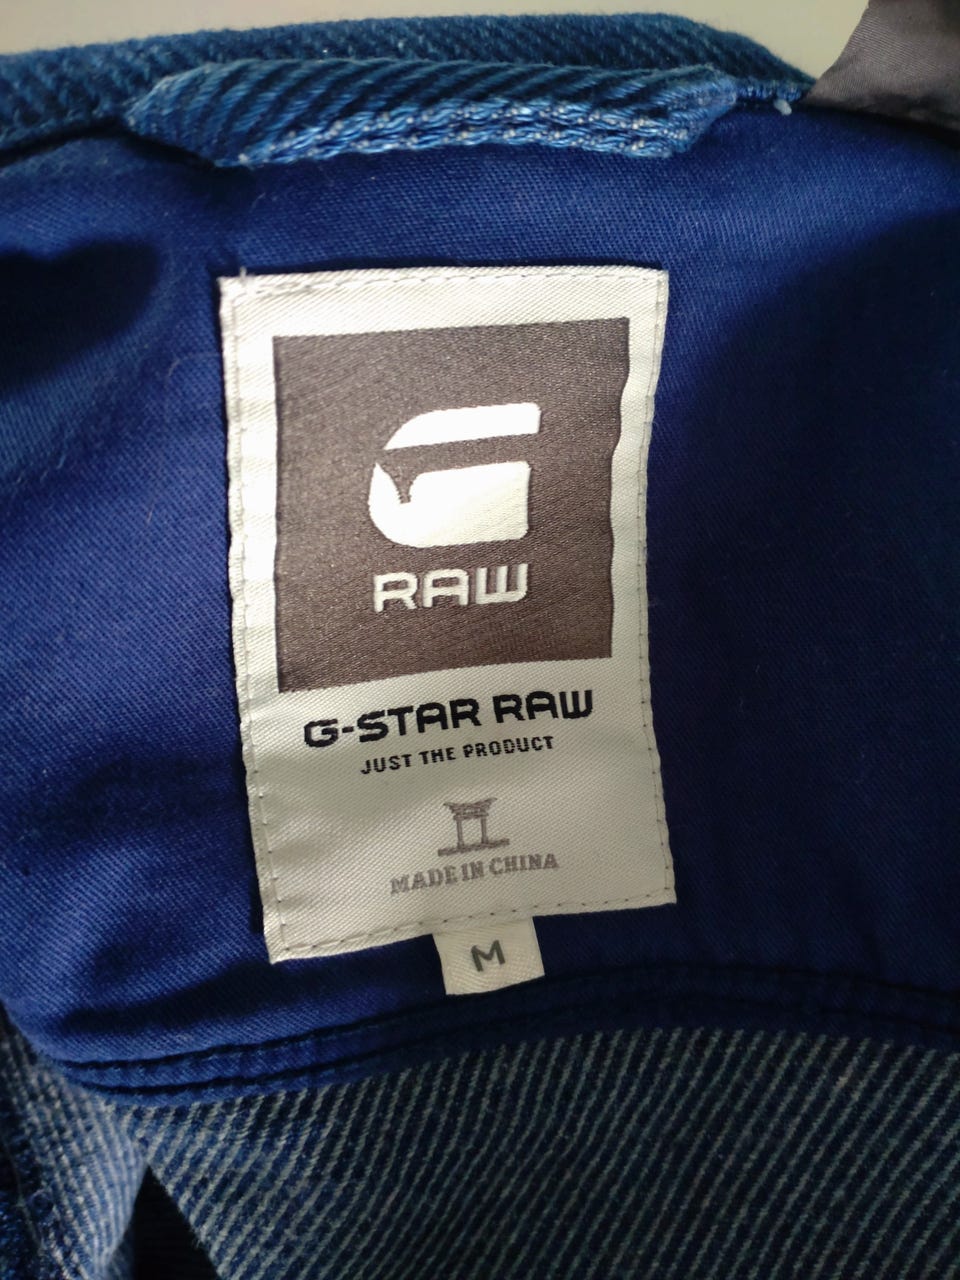 RAW
G-STAR RAW
JUST THE PRODUCT
MADE IN CHINA
M